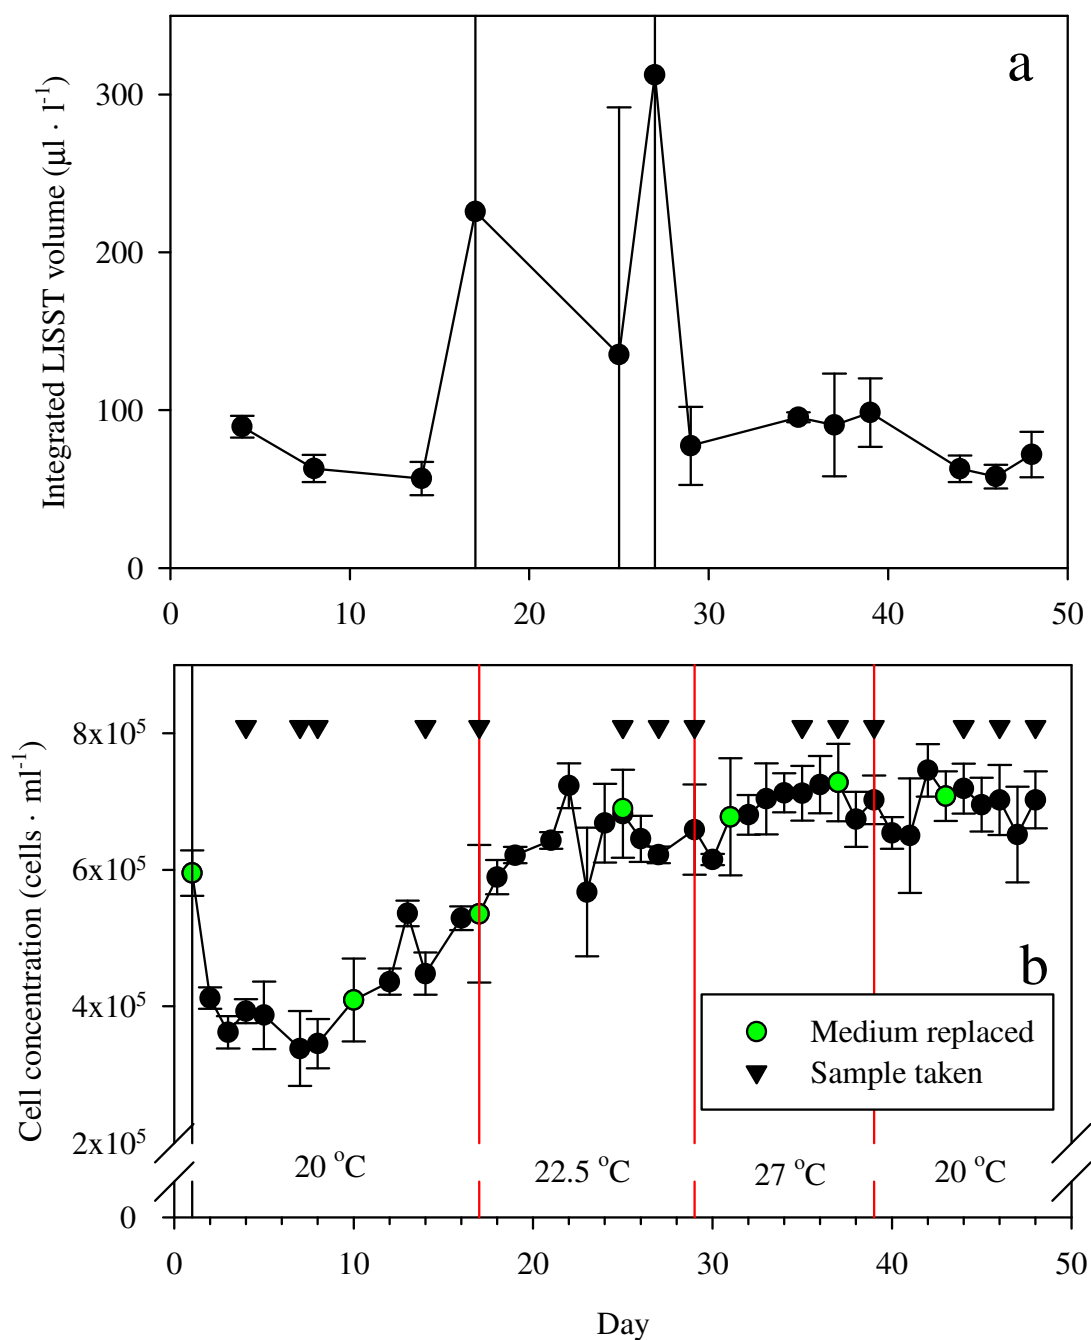 a
Integrated LISST volume (µl · l⁻¹)
300
200
100
0
0 10 20 30 40 50
b
Cell concentration (cells · ml⁻¹)
8x10⁵
6x10⁵
4x10⁵
2x10⁵
0
Medium replaced
Sample taken
20 °C 22.5 °C 27 °C 20 °C
0 10 20 30 40 50
Day